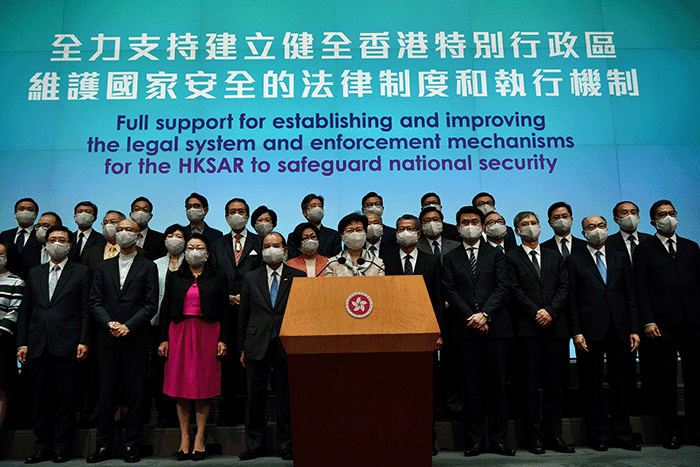 全力支持建立健全香港特別行政區
維護國家安全的法律制度和執行機制
Full support for establishing and improving
the legal system and enforcement mechanisms
for the HKSAR to safeguard national security